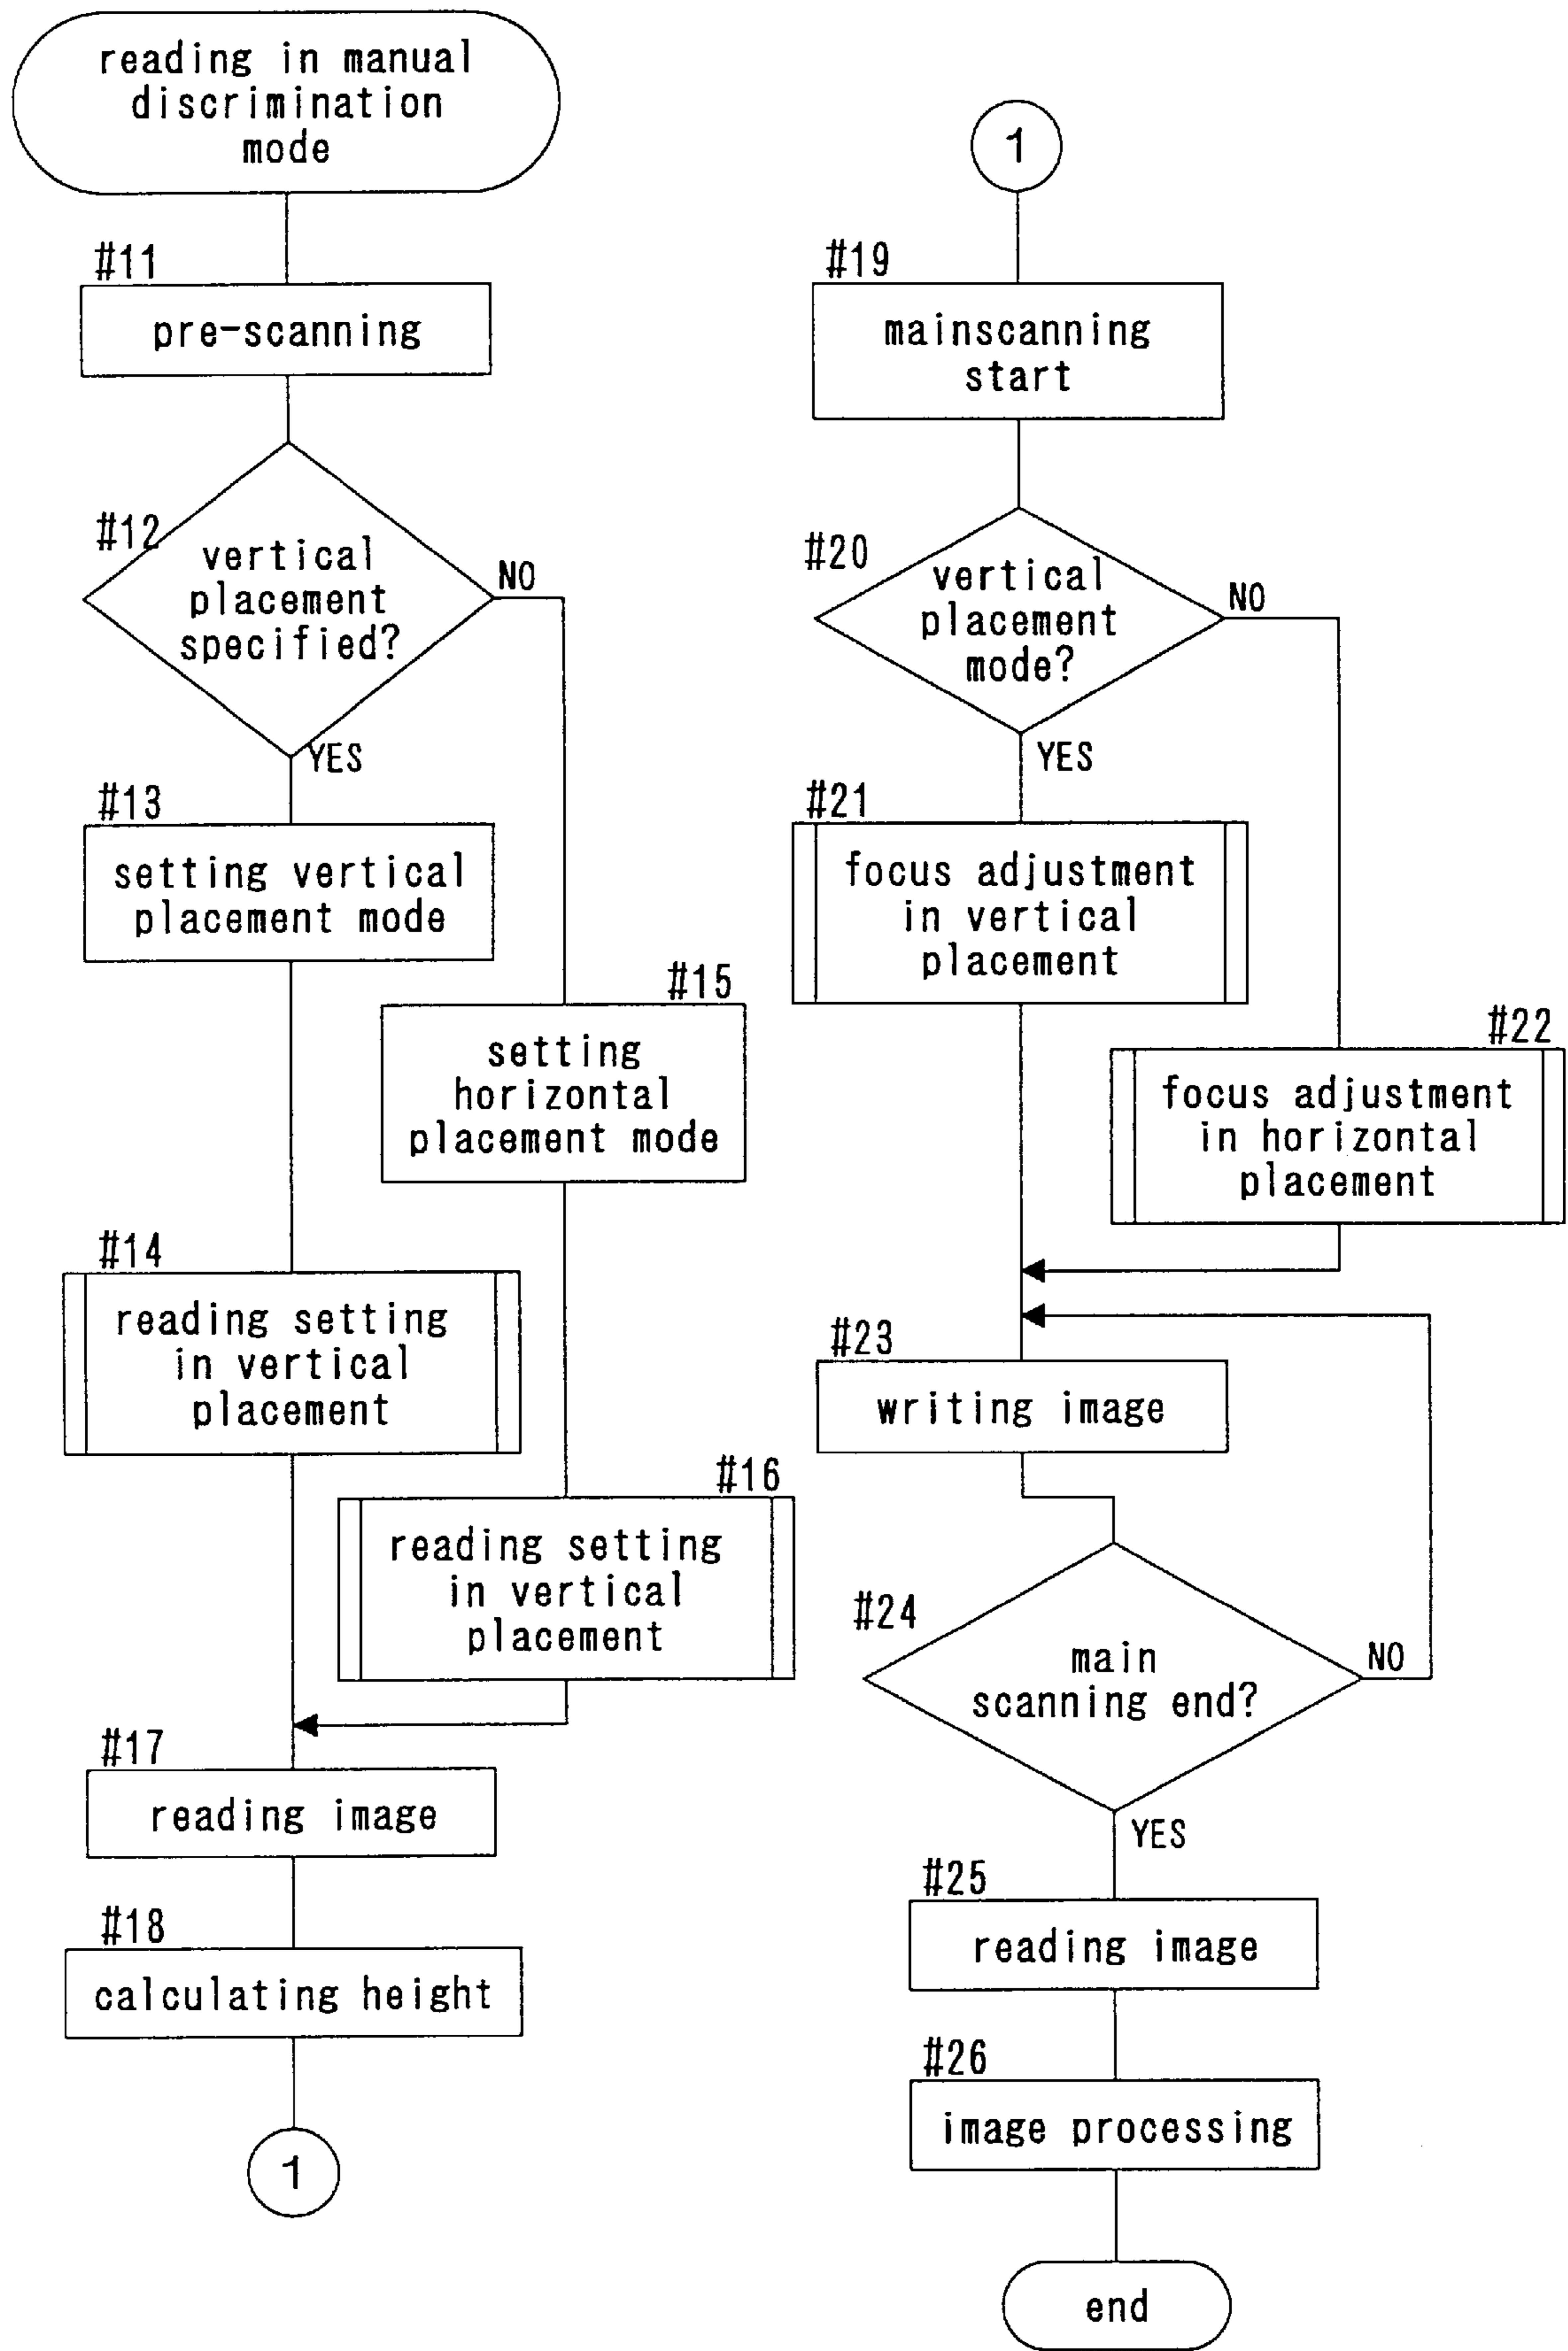 reading in manual
discrimination
mode
#11
pre-scanning
#12
vertical
placement
specified?
NO
YES
#13
setting vertical
placement mode
#15
setting
horizontal
placement mode
#14
reading setting
in vertical
placement
#16
reading setting
in vertical
placement
#17
reading image
#18
calculating height
1
1
#19
mainscanning
start
#20
vertical
placement
mode?
NO
YES
#21
focus adjustment
in vertical
placement
#22
focus adjustment
in horizontal
placement
#23
writing image
#24
main
scanning end?
NO
YES
#25
reading image
#26
image processing
end